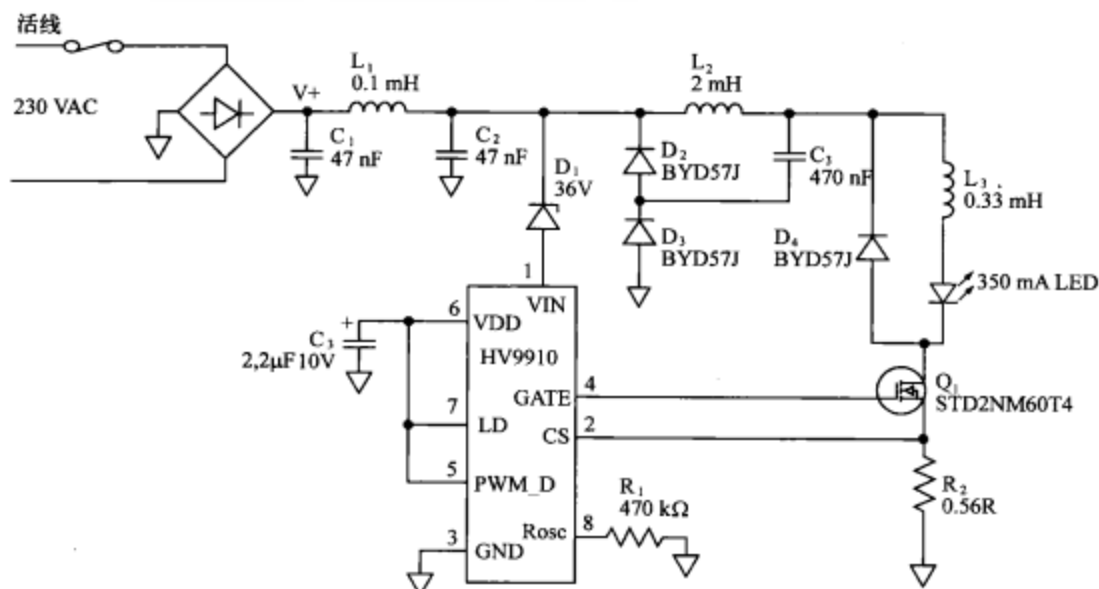 活线
230 VAC
V+
L₁
0.1 mH
C₁
47 nF
C₂
47 nF
D₁
36V
L₂
2 mH
D₂
BYD57J
C₃
470 nF
D₃
BYD57J
D₄
BYD57J
L₃
0.33 mH
350 mA LED
1
VIN
6
VDD
HV9910
+
C₃
2,2μF10V
GATE
4
7
LD
CS
2
5
PWM_D
3
GND
Rosc
8
R₁
470 kΩ
Q₁
STD2NM60T4
R₂
0.56R